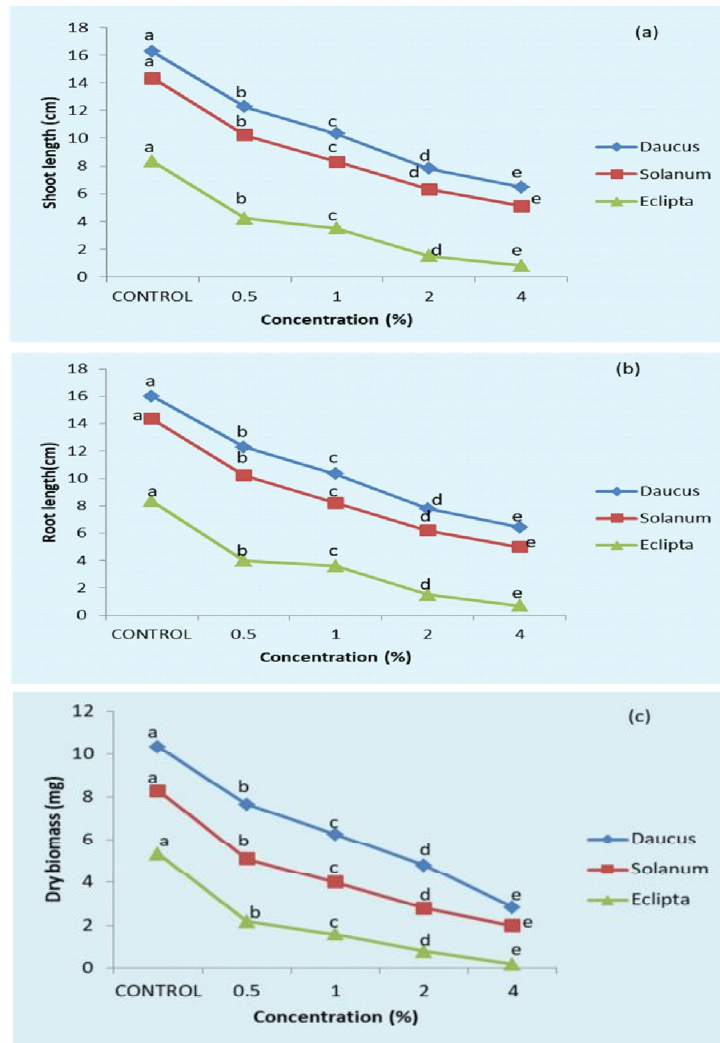 (a)
Shoot length (cm)
18
16
14
12
10
8
6
4
2
0
a
a
a
b
b
b
c
c
c
d
d
d
e
e
e
CONTROL 0.5 1 2 4
Concentration (%)
Daucus
Solanum
Eclipta
(b)
Root length(cm)
18
16
14
12
10
8
6
4
2
0
a
a
a
b
b
b
c
c
c
d
d
d
e
e
e
CONTROL 0.5 1 2 4
Concentration (%)
Daucus
Solanum
Eclipta
(c)
Dry biomass (mg)
12
10
8
6
4
2
0
a
a
a
b
b
b
c
c
c
d
d
d
e
e
e
CONTROL 0.5 1 2 4
Concentration (%)
Daucus
Solanum
Eclipta